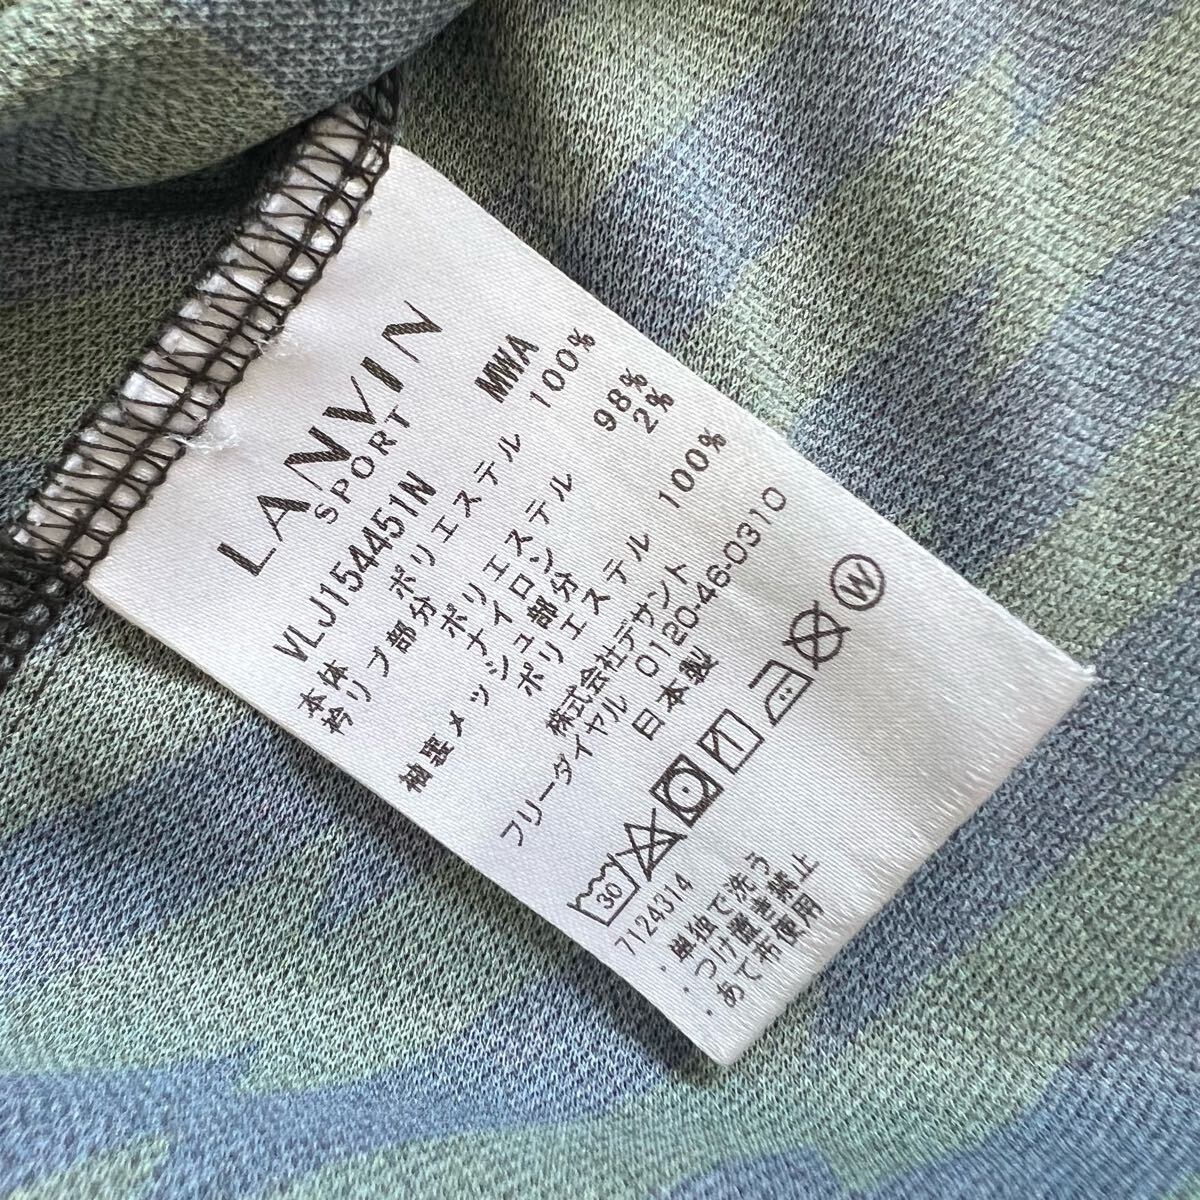 LANVIN
SPORT
VLJ154451N MWA
本体 ポリエステル 100%
衿リブ部分
ポリエステル 98%
ナイロン 2%
袖裏メッシュ部分
ポリエステル 100%
株式会社デサント
フリーダイヤル 0120-46-0310
日本製
30 W
7124314
・単独で洗う
・つけ置き禁止
・あて布使用